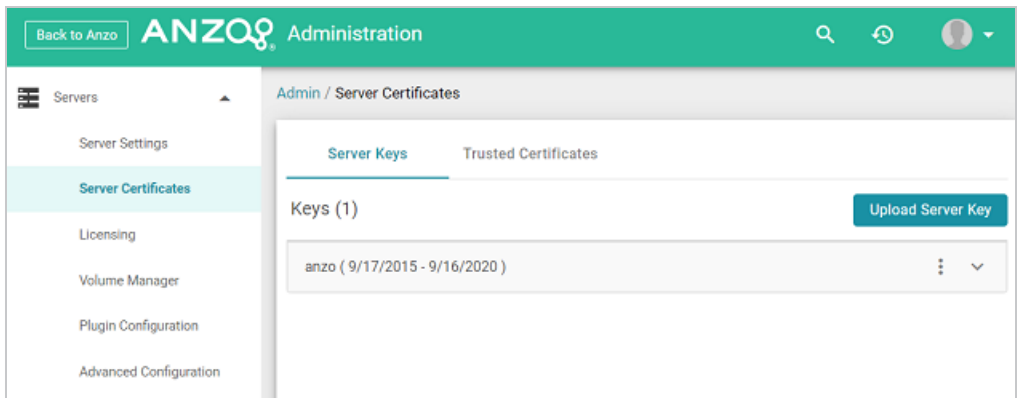 Back to Anzo ANZO® Administration
Servers
Server Settings
Server Certificates
Licensing
Volume Manager
Plugin Configuration
Advanced Configuration
Admin / Server Certificates
Server Keys Trusted Certificates
Keys (1) Upload Server Key
anzo ( 9/17/2015 - 9/16/2020 )